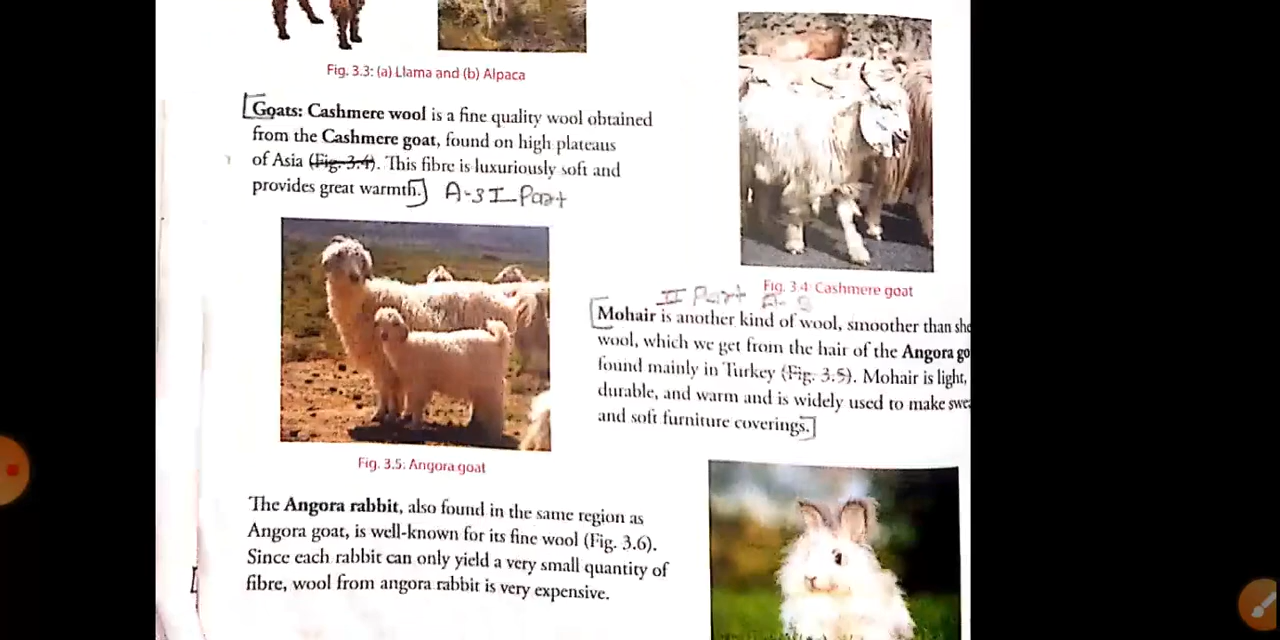 Fig. 3.3: (a) Llama and (b) Alpaca
Goats: Cashmere wool is a fine quality wool obtained
from the Cashmere goat, found on high plateaus
of Asia (Fig. 3.4). This fibre is luxuriously soft and
provides great warmth. A-3 I-Part
Fig. 3.4 Cashmere goat
II Part
Mohair is another kind of wool, smoother than
wool, which we get from the hair of the Angora
found mainly in Turkey (Fig. 3.5). Mohair is light,
durable, and warm and is widely used to make
and soft furniture coverings.
Fig. 3.5: Angora goat
The Angora rabbit, also found in the same region as
Angora goat, is well-known for its fine wool (Fig. 3.6).
Since each rabbit can only yield a very small quantity of
fibre, wool from angora rabbit is very expensive.